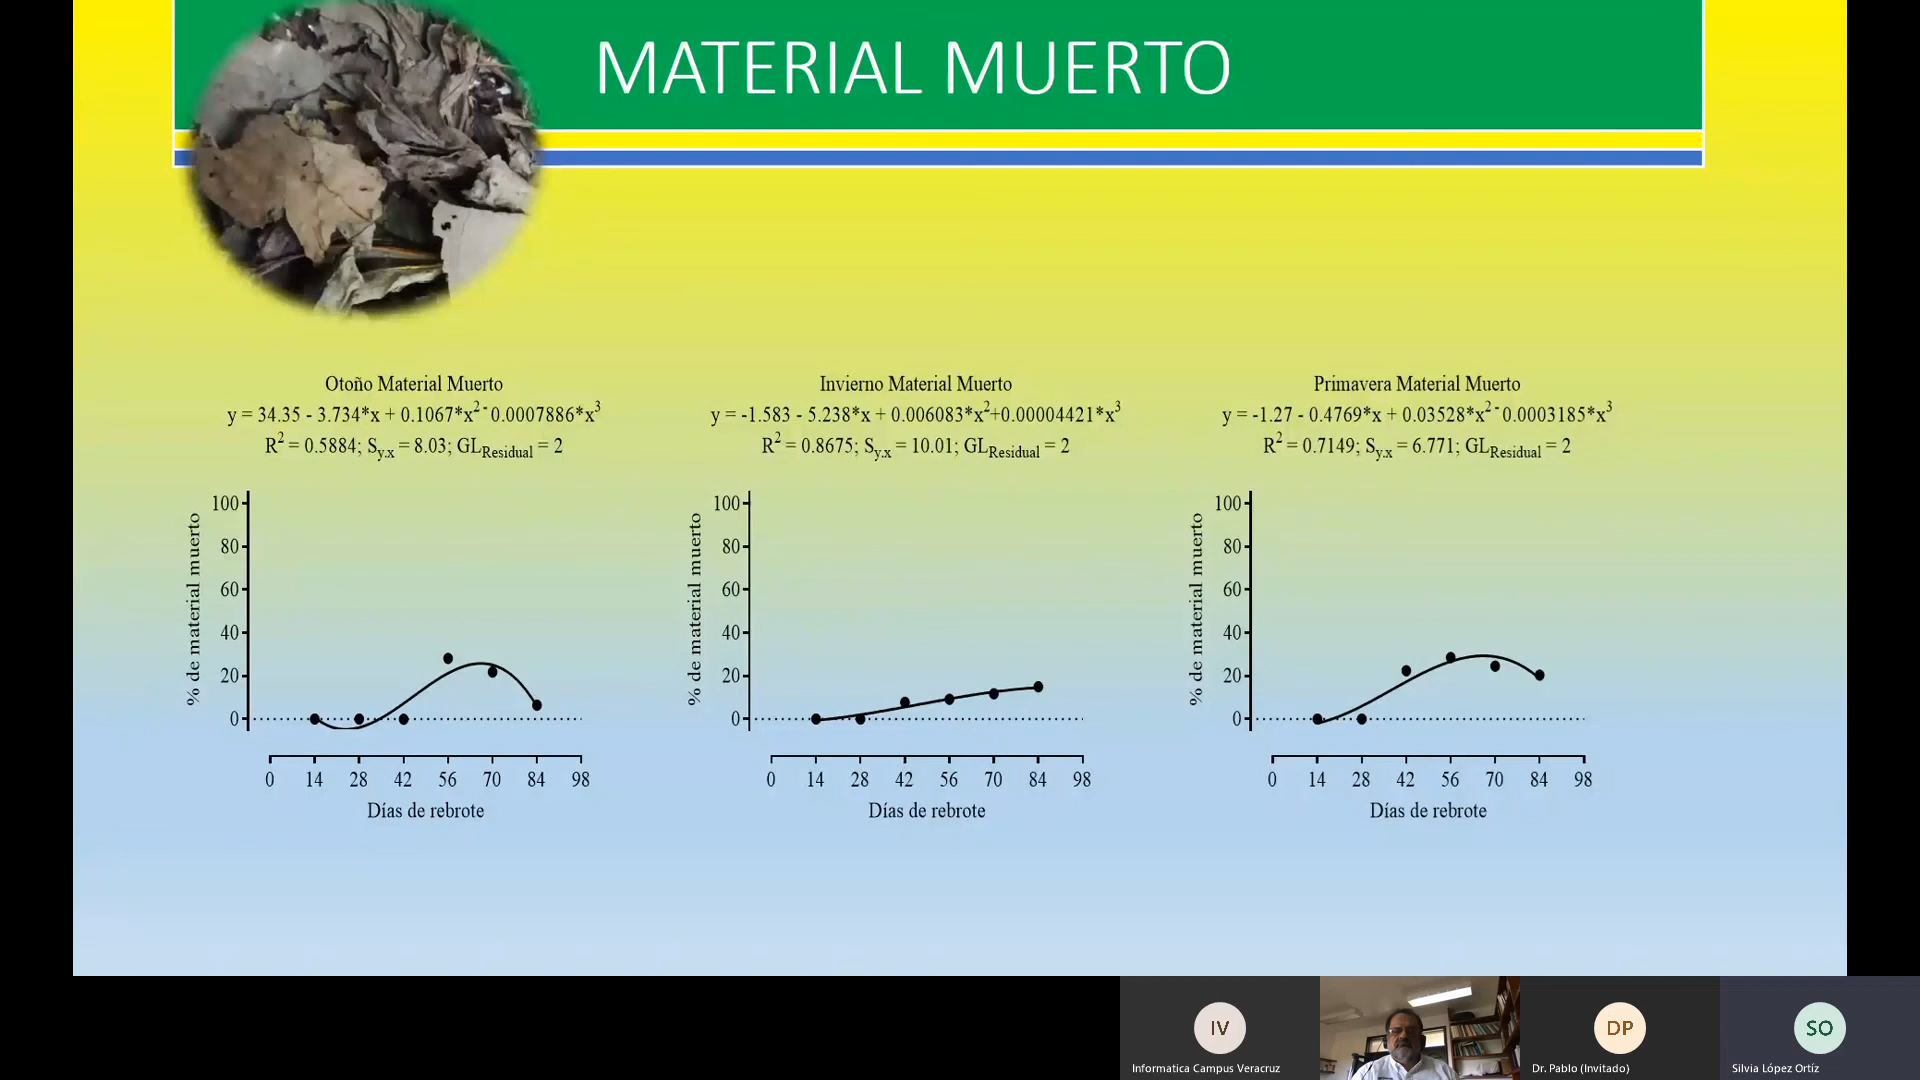 MATERIAL MUERTO
Otoño Material Muerto
y = 34.35 - 3.734*x + 0.1067*x² - 0.0007886*x³
R² = 0.5884; Sy.x = 8.03; GLResidual = 2
% de material muerto
100
80
60
40
20
0
0 14 28 42 56 70 84 98
Días de rebrote
Invierno Material Muerto
y = -1.583 - 5.238*x + 0.006083*x²+0.00004421*x³
R² = 0.8675; Sy.x = 10.01; GLResidual = 2
% de material muerto
100
80
60
40
20
0
0 14 28 42 56 70 84 98
Días de rebrote
Primavera Material Muerto
y = -1.27 - 0.4769*x + 0.03528*x² - 0.0003185*x³
R² = 0.7149; Sy.x = 6.771; GLResidual = 2
% de material muerto
100
80
60
40
20
0
0 14 28 42 56 70 84 98
Días de rebrote
IV
Informatica Campus Veracruz
DP
Dr. Pablo (Invitado)
SO
Silvia López Ortíz